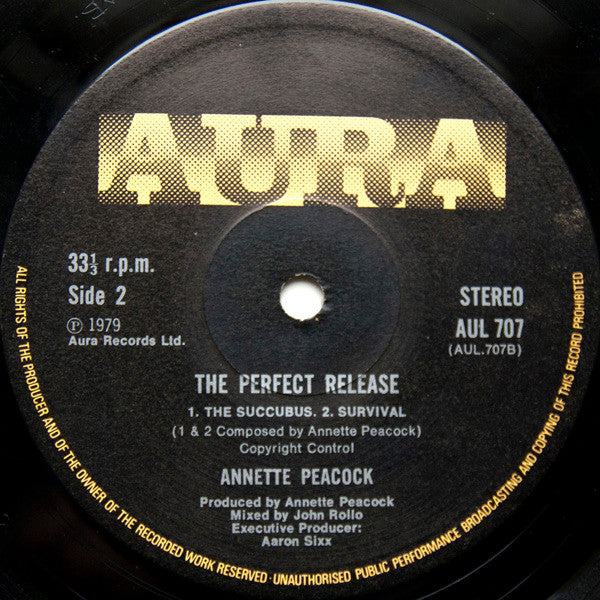 AURA
33⅓ r.p.m.
Side 2
Ⓟ 1979
Aura Records Ltd.
STEREO
AUL 707
(AUL.707B)
THE PERFECT RELEASE
1. THE SUCCUBUS. 2. SURVIVAL
(1 & 2 Composed by Annette Peacock)
Copyright Control
ANNETTE PEACOCK
Produced by Annette Peacock
Mixed by John Rollo
Executive Producer:
Aaron Sixx
ALL RIGHTS OF THE PRODUCER AND OF THE OWNER OF THE RECORDED WORK RESERVED · UNAUTHORISED PUBLIC PERFORMANCE BROADCASTING AND COPYING OF THIS RECORD PROHIBITED